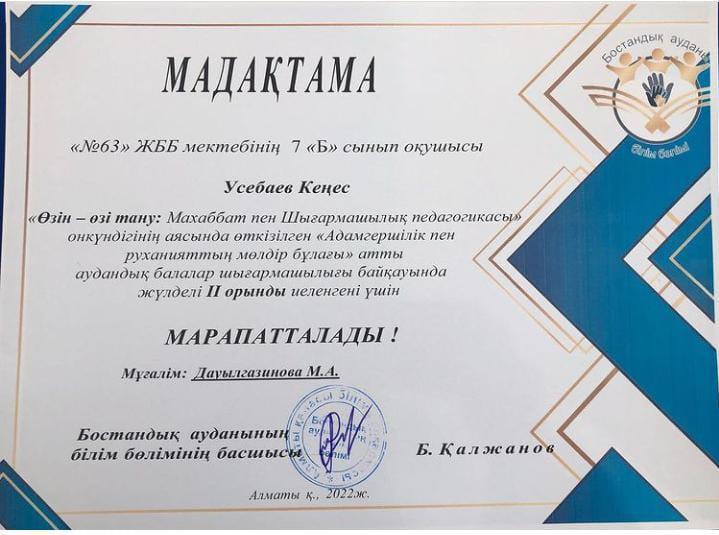 Бостандық ауданы
Білім бөлімі
МАДАҚТАМА
«№63» ЖББ мектебінің 7 «Б» сынып оқушысы
Усебаев Кеңес
«Өзін – өзі тану: Махаббат пен Шығармашылық педагогикасы»
онкүндігінің аясында өткізілген «Адамгершілік пен
руханияттың мөлдір бұлағы» атты
аудандық балалар шығармашылығы байқауында
жүлделі II орынды иеленгені үшін
МАРАПАТТАЛАДЫ !
Мұғалім: Дауылгазинова М.А.
Бостандық ауданының
білім бөлімінің басшысы Б. Қалжанов
Алматы қ., 2022ж.